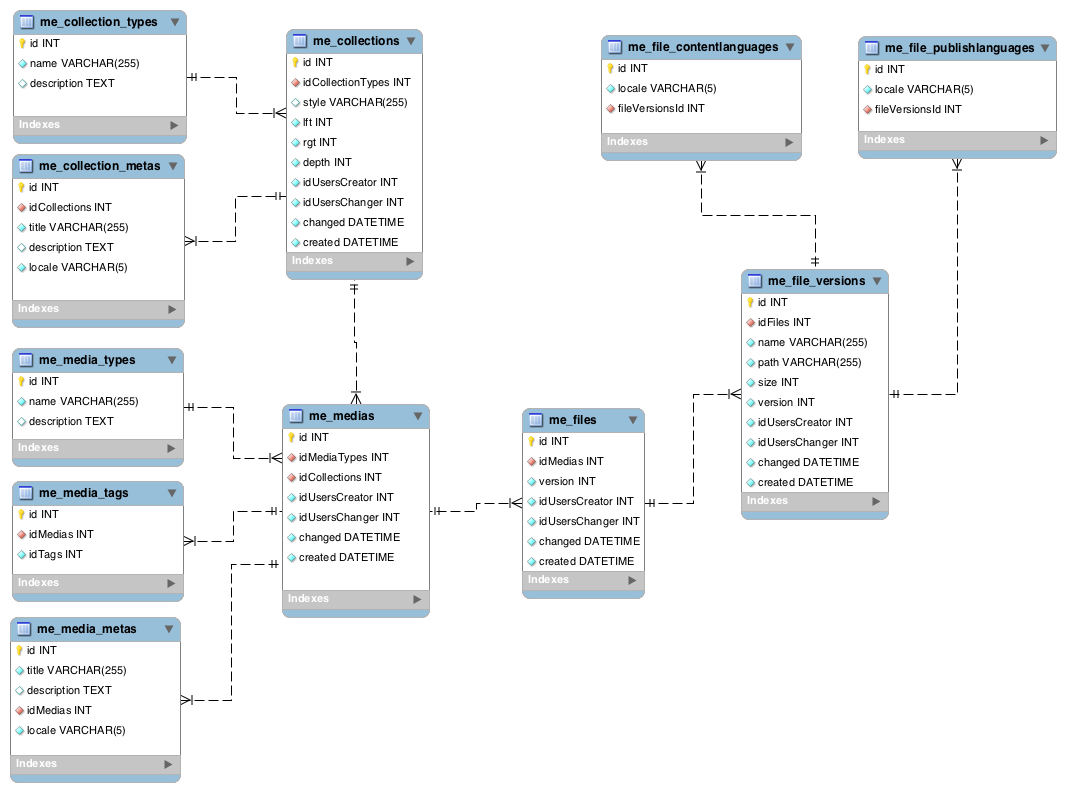 me_collection_types
id INT
name VARCHAR(255)
description TEXT
Indexes
me_collection_metas
id INT
idCollections INT
title VARCHAR(255)
description TEXT
locale VARCHAR(5)
Indexes
me_media_types
id INT
name VARCHAR(255)
description TEXT
Indexes
me_media_tags
id INT
idMedias INT
idTags INT
Indexes
me_media_metas
id INT
title VARCHAR(255)
description TEXT
idMedias INT
locale VARCHAR(5)
Indexes
me_collections
id INT
idCollectionTypes INT
style VARCHAR(255)
lft INT
rgt INT
depth INT
idUsersCreator INT
idUsersChanger INT
changed DATETIME
created DATETIME
Indexes
me_medias
id INT
idMediaTypes INT
idCollections INT
idUsersCreator INT
idUsersChanger INT
changed DATETIME
created DATETIME
Indexes
me_files
id INT
idMedias INT
version INT
idUsersCreator INT
idUsersChanger INT
changed DATETIME
created DATETIME
Indexes
me_file_contentlanguages
id INT
locale VARCHAR(5)
fileVersionsId INT
Indexes
me_file_publishlanguages
id INT
locale VARCHAR(5)
fileVersionsId INT
Indexes
me_file_versions
id INT
idFiles INT
name VARCHAR(255)
path VARCHAR(255)
size INT
version INT
idUsersCreator INT
idUsersChanger INT
changed DATETIME
created DATETIME
Indexes